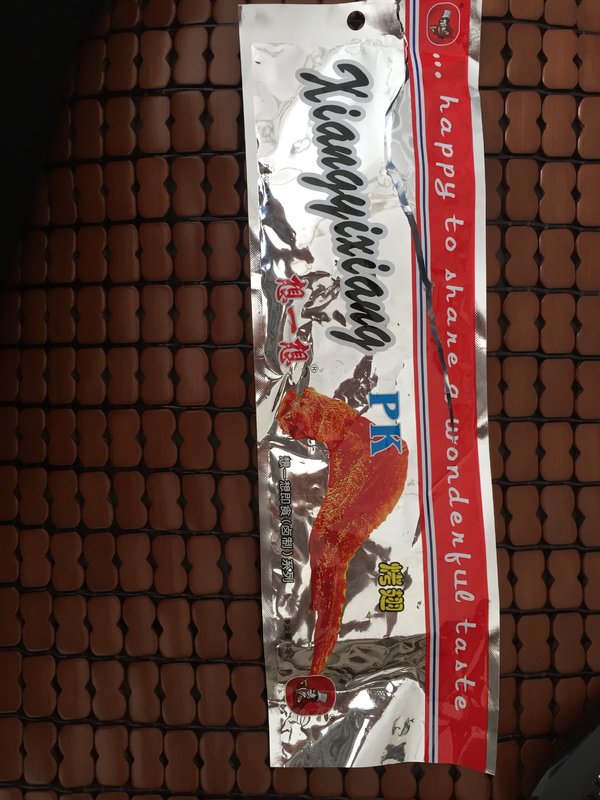 ... happy to share a wonderful taste
Xiangyixiang
想一想®
PK
烤翅
想一想即食(卤制)系列